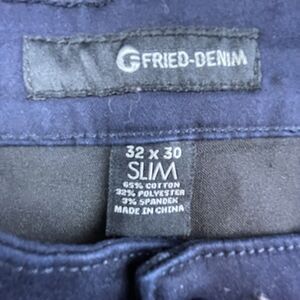 G FRIED-DENIM
32 X 30
SLIM
65% COTTON
32% POLYESTER
3% SPANDEX
MADE IN CHINA